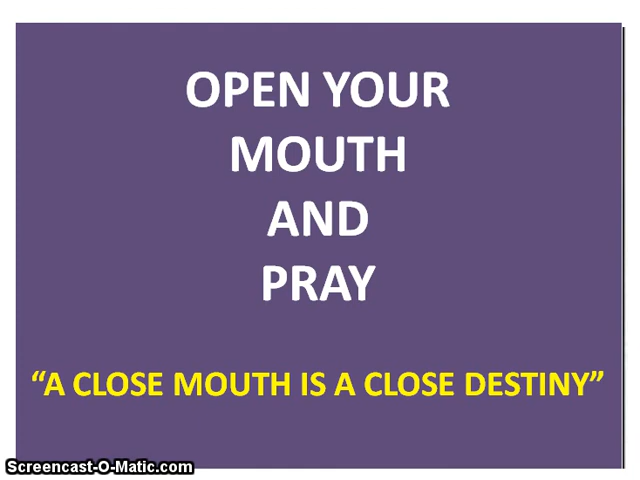 OPEN YOUR
MOUTH
AND
PRAY
“A CLOSE MOUTH IS A CLOSE DESTINY”
Screencast-O-Matic.com